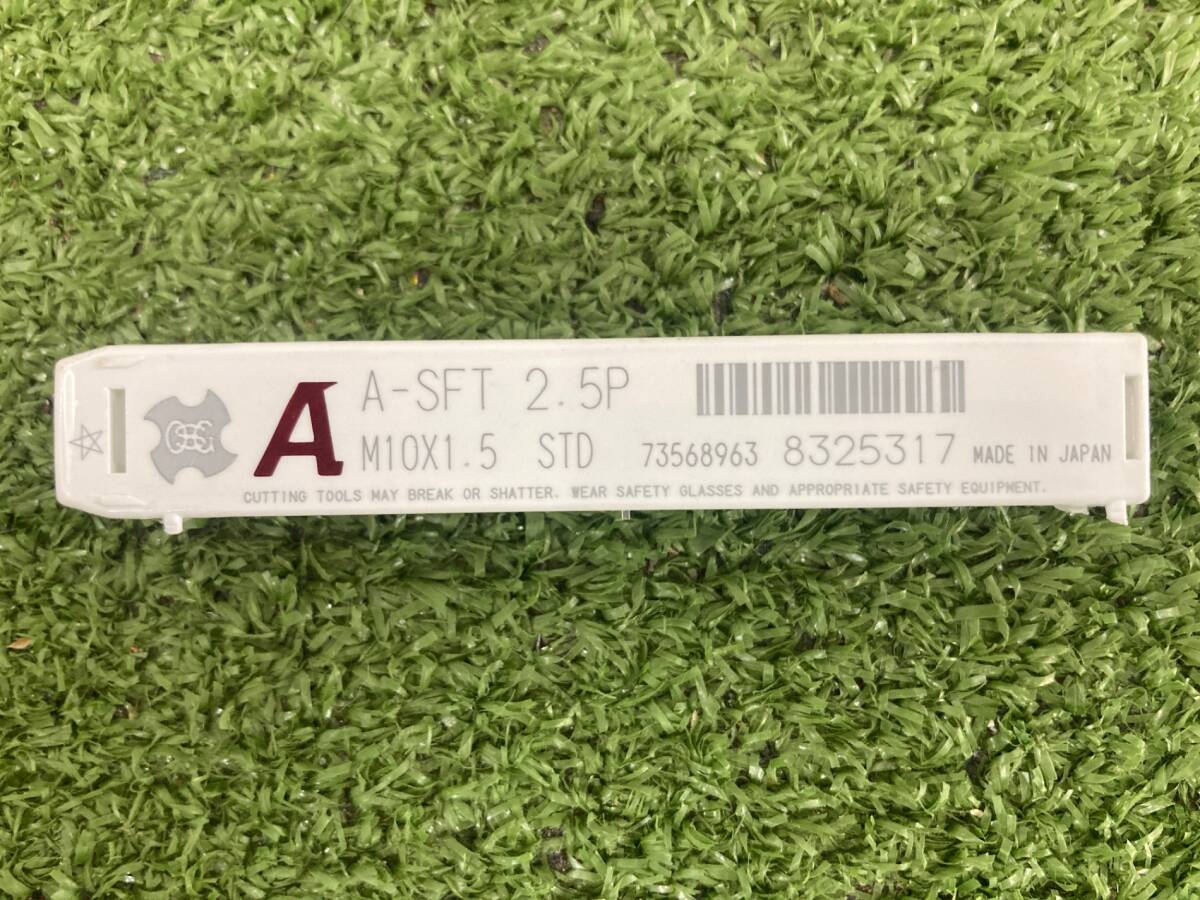 OSG
A
A-SFT 2.5P
M10X1.5 STD 73568963 8325317 MADE IN JAPAN
CUTTING TOOLS MAY BREAK OR SHATTER. WEAR SAFETY GLASSES AND APPROPRIATE SAFETY EQUIPMENT.